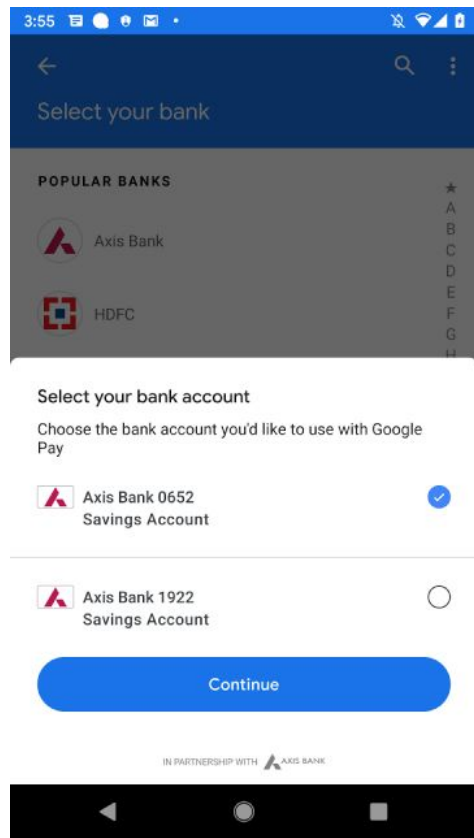 3:55
Select your bank
POPULAR BANKS
Axis Bank
HDFC
★
A
B
C
D
E
F
G
H
Select your bank account
Choose the bank account you'd like to use with Google
Pay
Axis Bank 0652
Savings Account
Axis Bank 1922
Savings Account
Continue
IN PARTNERSHIP WITH AXIS BANK